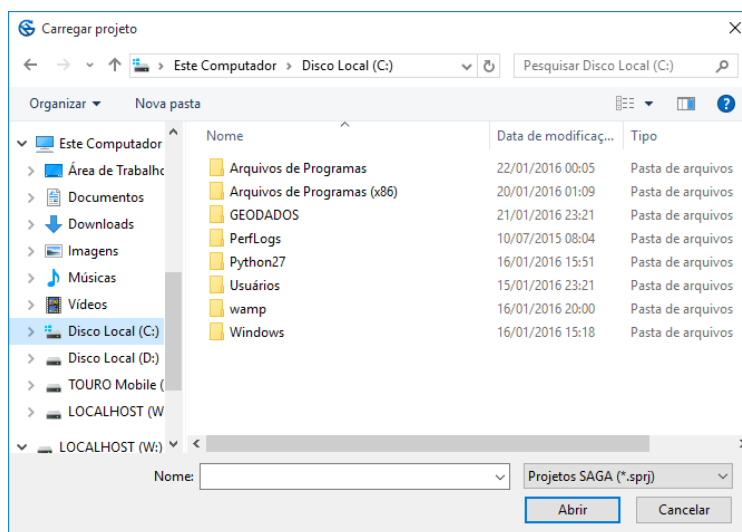 Carregar projeto
Este Computador > Disco Local (C:)
Pesquisar Disco Local (C:)
Organizar
Nova pasta
Este Computador
Área de Trabalho
Documentos
Downloads
Imagens
Músicas
Vídeos
Disco Local (C:)
Disco Local (D:)
TOURO Mobile (
LOCALHOST (W
LOCALHOST (W:)
Nome Data de modificaç... Tipo
Arquivos de Programas 22/01/2016 00:05 Pasta de arquivos
Arquivos de Programas (x86) 20/01/2016 01:09 Pasta de arquivos
GEODADOS 21/01/2016 23:21 Pasta de arquivos
PerfLogs 10/07/2015 08:04 Pasta de arquivos
Python27 16/01/2016 15:51 Pasta de arquivos
Usuários 15/01/2016 23:21 Pasta de arquivos
wamp 16/01/2016 20:00 Pasta de arquivos
Windows 16/01/2016 15:18 Pasta de arquivos
Nome:
Projetos SAGA (*.sprj)
Abrir
Cancelar